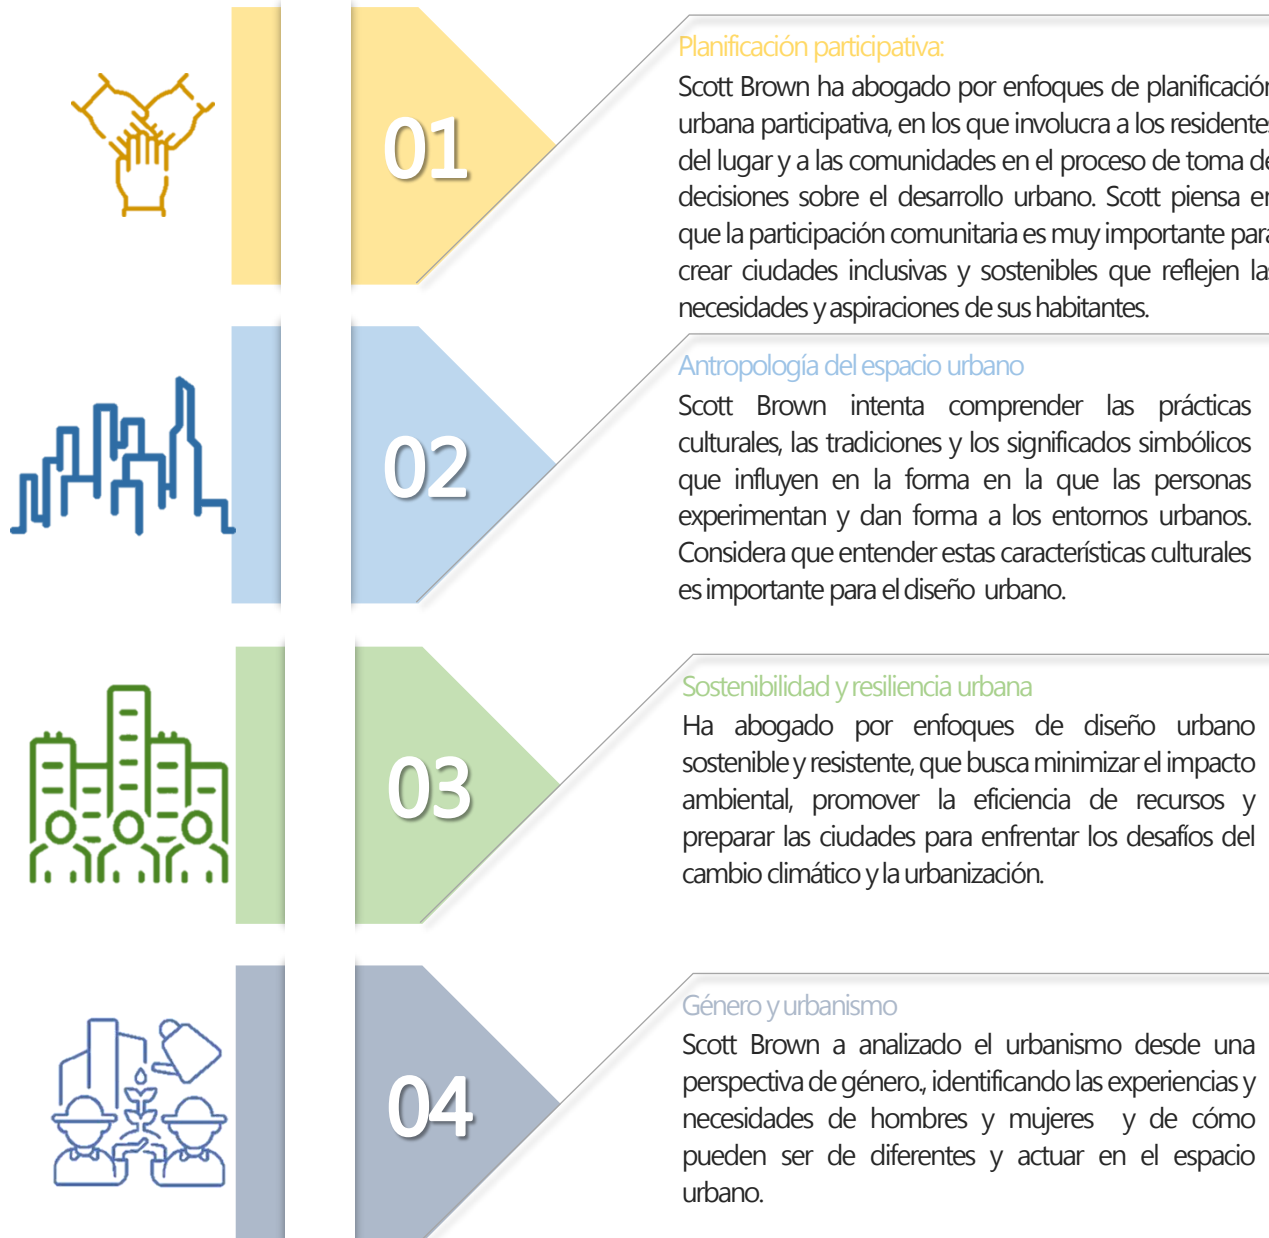 01
Planificación participativa:
Scott Brown ha abogado por enfoques de planificación
urbana participativa, en los que involucra a los residentes
del lugar y a las comunidades en el proceso de toma de
decisiones sobre el desarrollo urbano. Scott piensa en
que la participación comunitaria es muy importante para
crear ciudades inclusivas y sostenibles que reflejen las
necesidades y aspiraciones de sus habitantes.
02
Antropología del espacio urbano
Scott Brown intenta comprender las prácticas
culturales, las tradiciones y los significados simbólicos
que influyen en la forma en la que las personas
experimentan y dan forma a los entornos urbanos.
Considera que entender estas características culturales
es importante para el diseño urbano.
03
Sostenibilidad y resiliencia urbana
Ha abogado por enfoques de diseño urbano
sostenible y resistente, que busca minimizar el impacto
ambiental, promover la eficiencia de recursos y
preparar las ciudades para enfrentar los desafíos del
cambio climático y la urbanización.
04
Género y urbanismo
Scott Brown a analizado el urbanismo desde una
perspectiva de género., identificando las experiencias y
necesidades de hombres y mujeres y de cómo
pueden ser de diferentes y actuar en el espacio
urbano.